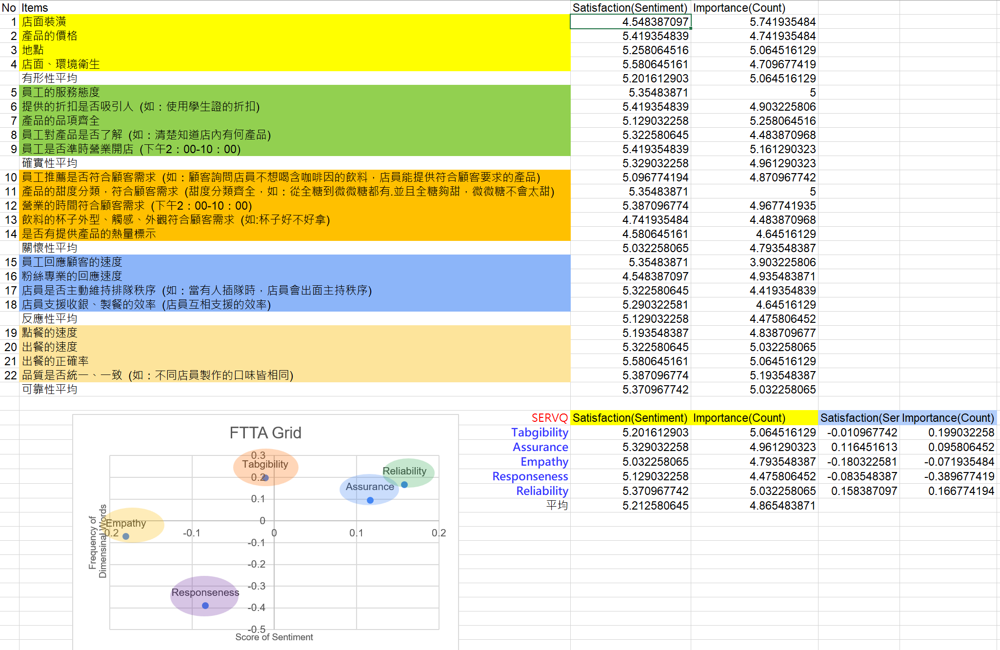 No Items Satisfaction(Sentiment) Importance(Count)
1 店面裝潢 4.548387097 5.741935484
2 產品的價格 5.419354839 4.741935484
3 地點 5.258064516 5.064516129
4 店面、環境衛生 5.580645161 4.709677419
有形性平均 5.201612903 5.064516129
5 員工的服務態度 5.35483871 5
6 提供的折扣是否吸引人 (如：使用學生證的折扣) 5.419354839 4.903225806
7 產品的品項齊全 5.129032258 5.258064516
8 員工對產品是否了解 (如：清楚知道店內有何產品) 5.322580645 4.483870968
9 員工是否準時營業開店 (下午2：00-10：00) 5.419354839 5.161290323
確實性平均 5.329032258 4.961290323
10 員工推薦是否符合顧客需求 (如：顧客詢問店員不想喝含咖啡因的飲料，店員能提供符合顧客要求的產品) 5.096774194 4.870967742
11 產品的甜度分類，符合顧客需求 (甜度分類齊全，如：從全糖到微微糖都有.並且全糖夠甜，微微糖不會太甜) 5.35483871 5
12 營業的時間符合顧客需求 (下午2：00-10：00) 5.387096774 4.967741935
13 飲料的杯子外型、觸感、外觀符合顧客需求 (如:杯子好不好拿) 4.741935484 4.483870968
14 是否有提供產品的熱量標示 4.580645161 4.64516129
關懷性平均 5.032258065 4.793548387
15 員工回應顧客的速度 5.35483871 3.903225806
16 粉絲專業的回應速度 4.548387097 4.935483871
17 店員是否主動維持排隊秩序 (如：當有人插隊時，店員會出面主持秩序) 5.322580645 4.419354839
18 店員支援收銀、製餐的效率 (店員互相支援的效率) 5.290322581 4.64516129
反應性平均 5.129032258 4.475806452
19 點餐的速度 5.193548387 4.838709677
20 出餐的速度 5.322580645 5.032258065
21 出餐的正確率 5.580645161 5.064516129
22 品質是否統一、一致 (如：不同店員製作的口味皆相同) 5.387096774 5.193548387
可靠性平均 5.370967742 5.032258065
SERVQ Satisfaction(Sentiment) Importance(Count) Satisfaction(Ser Importance(Count)
Tabgibility 5.201612903 5.064516129 -0.010967742 0.199032258
Assurance 5.329032258 4.961290323 0.116451613 0.095806452
Empathy 5.032258065 4.793548387 -0.180322581 -0.071935484
Responseness 5.129032258 4.475806452 -0.083548387 -0.389677419
Reliability 5.370967742 5.032258065 0.158387097 0.166774194
平均 5.212580645 4.865483871
FTTA Grid
0.3
Tabgibility
Reliability
0.2
Assurance
0.1
0
Empathy
0.2 -0.1 0 0.1 0.2
-0.1
-0.2
-0.3
Responseness
-0.4
-0.5
Frequency of
Dimensinal Words
Score of Sentiment